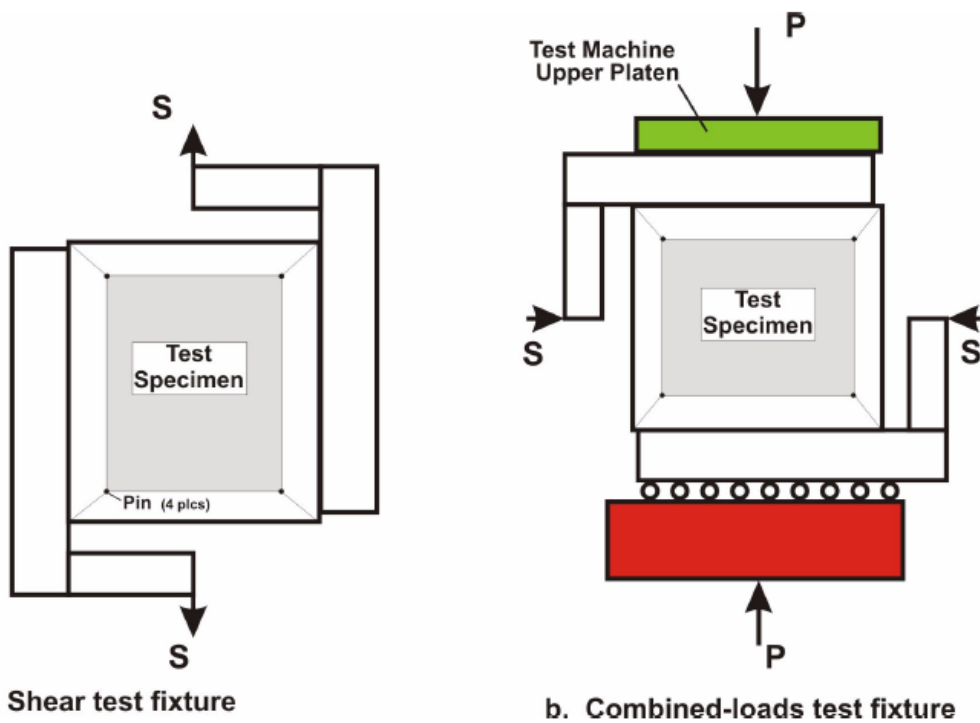 S
Test
Specimen
Pin (4 plcs)
S
Shear test fixture
P
Test Machine
Upper Platen
Test
Specimen
S
S
P
b. Combined-loads test fixture